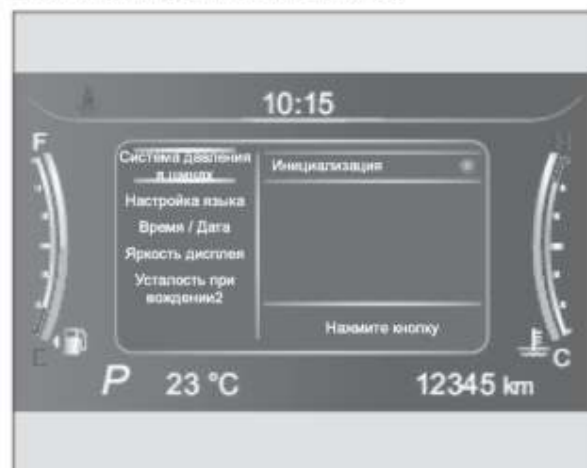 10:15
F
Система давления
в шинах
Инициализация
Настройка языка
Время / Дата
Яркость дисплея
Усталость при
вождении2
Нажмите кнопку
E
C
P 23 °C 12345 km